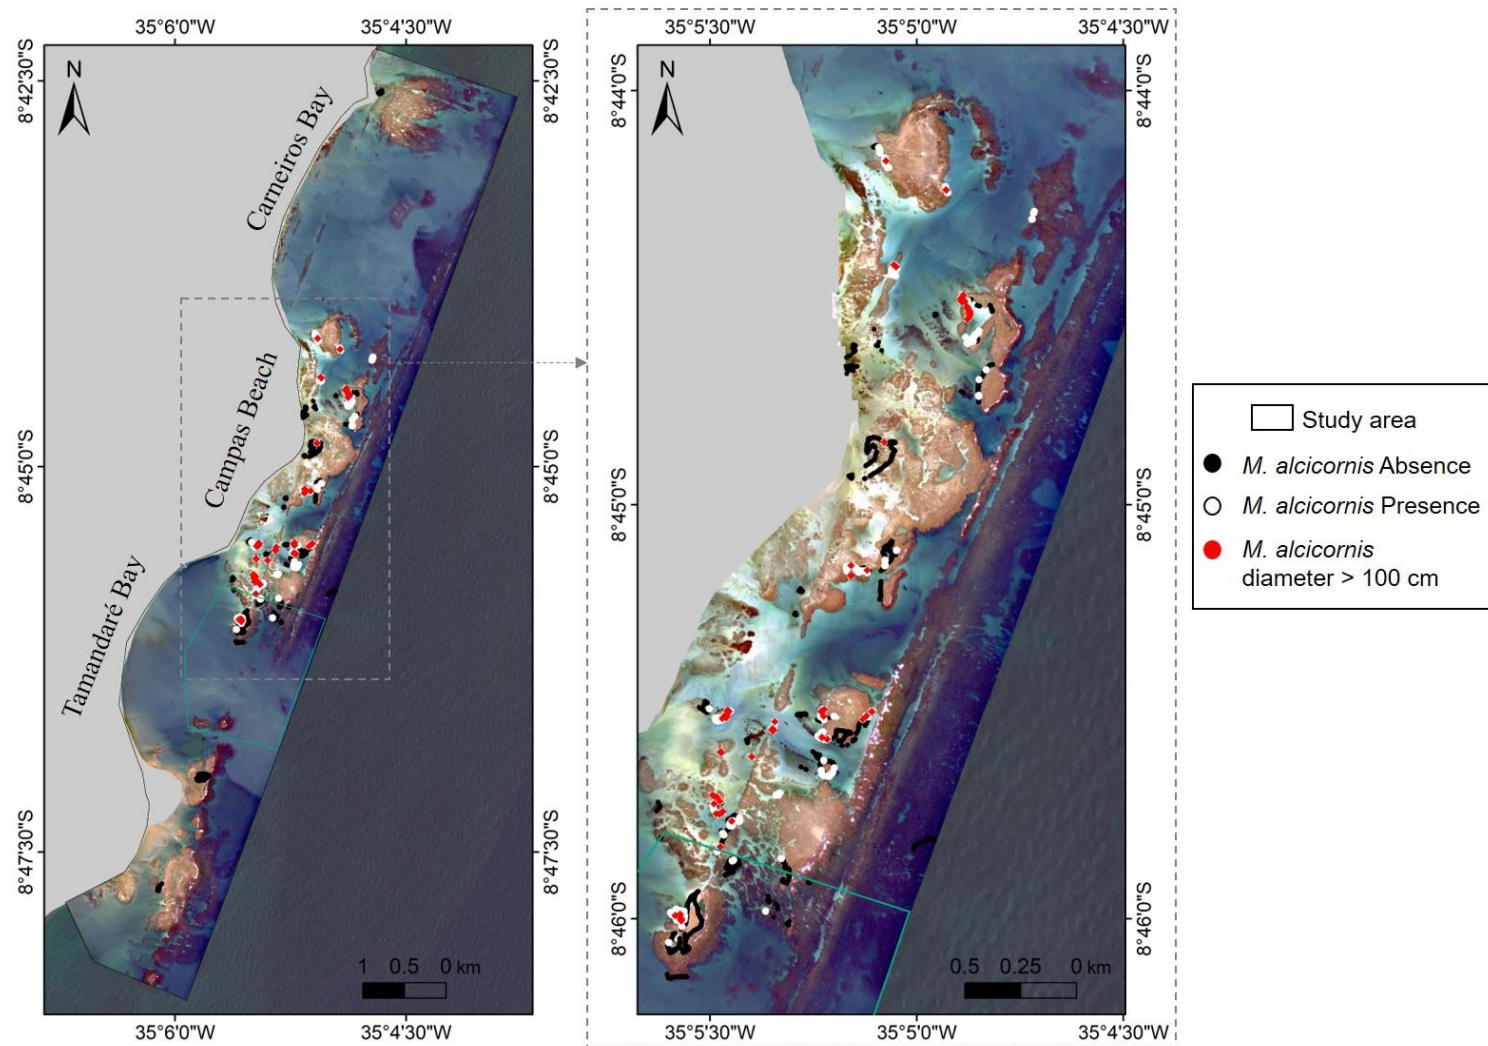 35°6'0"W
35°4'30"W
35°5'30"W
35°5'0"W
35°4'30"W
N
8°42'30"S
8°42'30"S
Carneiros Bay
Campas Beach
8°45'0"S
8°45'0"S
Tamandaré Bay
8°47'30"S
8°47'30"S
1 0.5 0 km
35°6'0"W
35°4'30"W
N
8°44'0"S
8°44'0"S
8°45'0"S
8°45'0"S
8°46'0"S
8°46'0"S
0.5 0.25 0 km
35°5'30"W
35°5'0"W
35°4'30"W
Study area
M. alcicornis Absence
M. alcicornis Presence
M. alcicornis
diameter > 100 cm